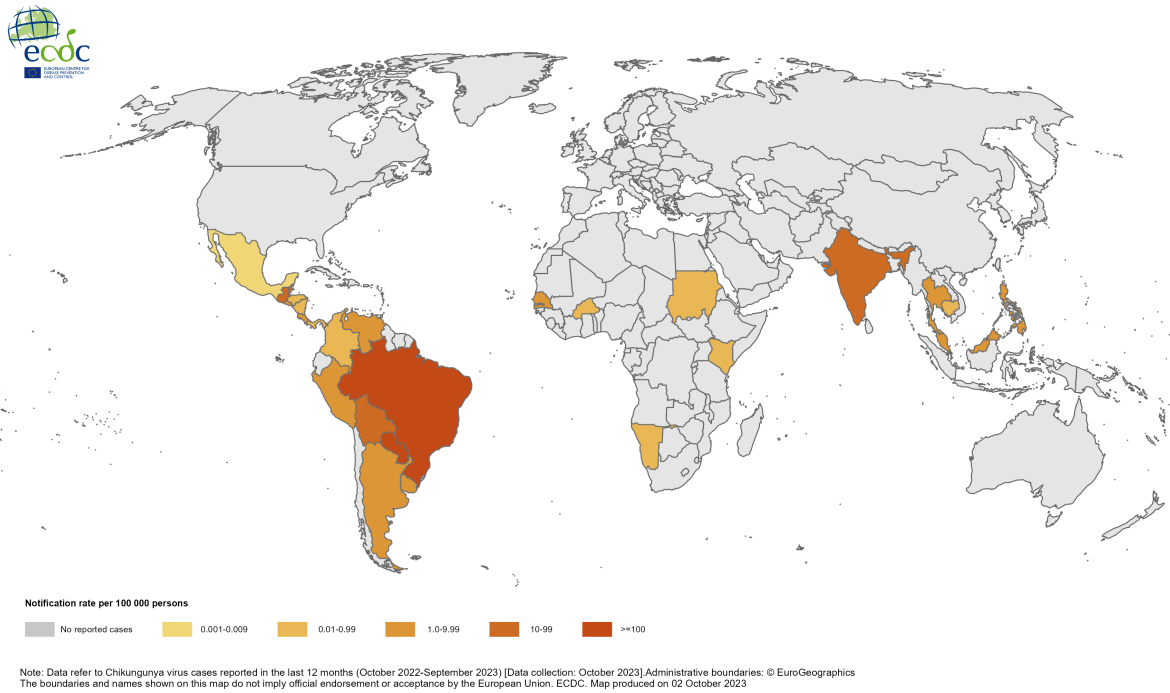 ecdc
EUROPEAN CENTRE FOR
DISEASE PREVENTION
AND CONTROL
Notification rate per 100 000 persons
No reported cases
0.001-0.009
0.01-0.99
1.0-9.99
10-99
>=100
Note: Data refer to Chikungunya virus cases reported in the last 12 months (October 2022-September 2023) [Data collection: October 2023].Administrative boundaries: © EuroGeographics
The boundaries and names shown on this map do not imply official endorsement or acceptance by the European Union. ECDC. Map produced on 02 October 2023